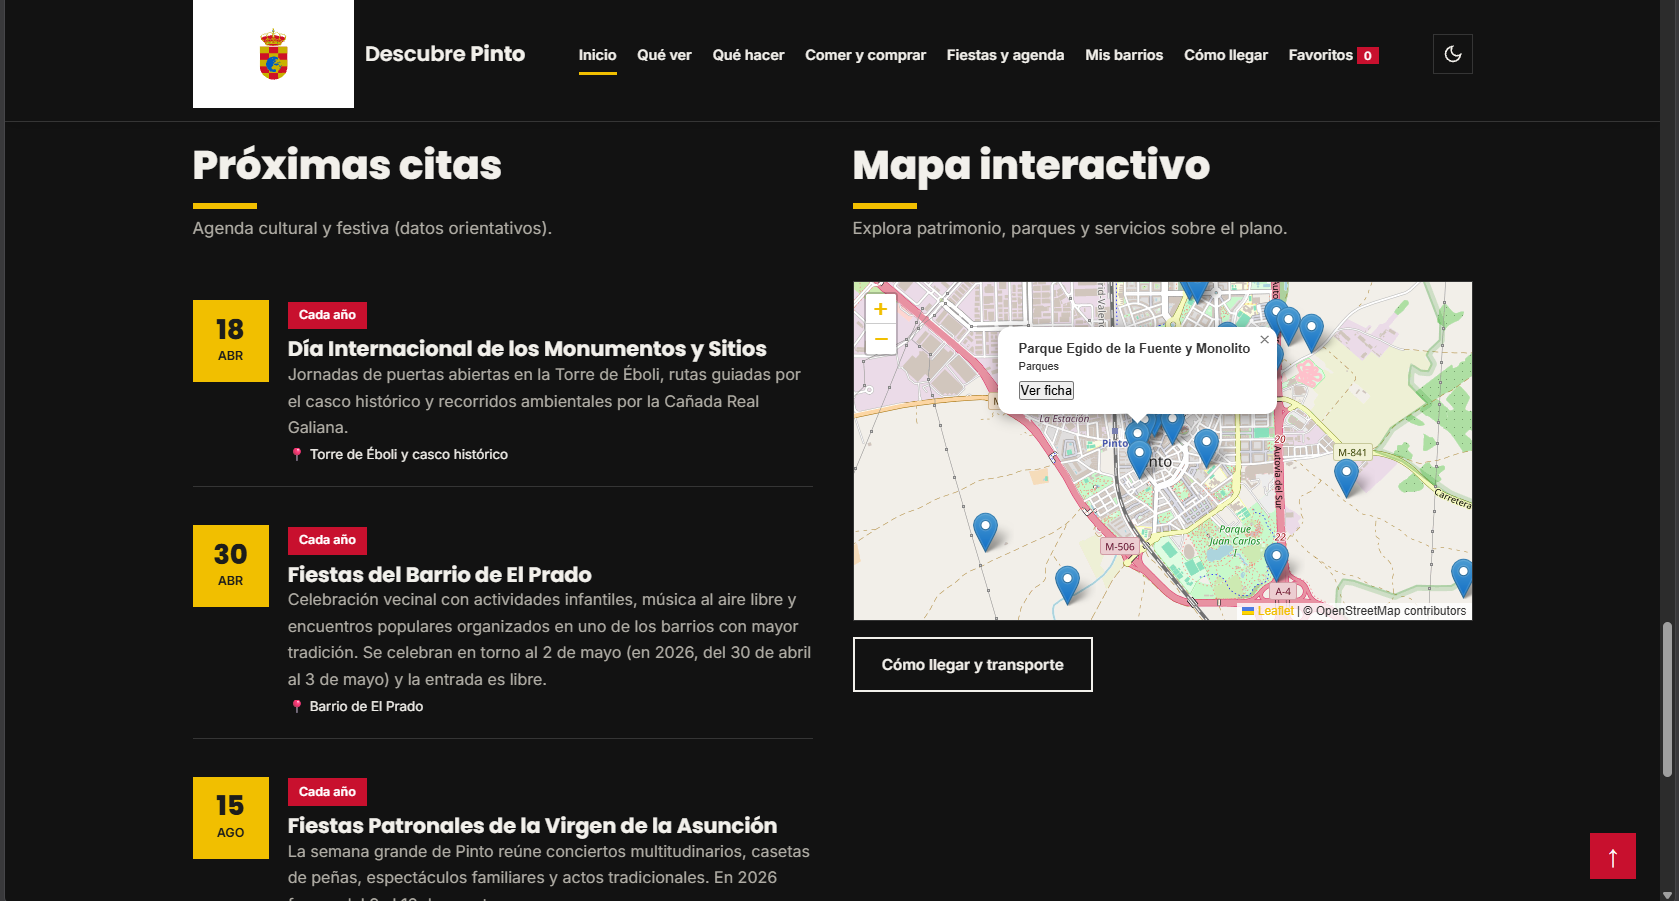 Descubre Pinto
Inicio
Qué ver
Qué hacer
Comer y comprar
Fiestas y agenda
Mis barrios
Cómo llegar
Favoritos 0
Próximas citas
Agenda cultural y festiva (datos orientativos).
18
ABR
Cada año
Día Internacional de los Monumentos y Sitios
Jornadas de puertas abiertas en la Torre de Éboli, rutas guiadas por
el casco histórico y recorridos ambientales por la Cañada Real
Galiana.
Torre de Éboli y casco histórico
30
ABR
Cada año
Fiestas del Barrio de El Prado
Celebración vecinal con actividades infantiles, música al aire libre y
encuentros populares organizados en uno de los barrios con mayor
tradición. Se celebran en torno al 2 de mayo (en 2026, del 30 de abril
al 3 de mayo) y la entrada es libre.
Barrio de El Prado
15
AGO
Cada año
Fiestas Patronales de la Virgen de la Asunción
La semana grande de Pinto reúne conciertos multitudinarios, casetas
de peñas, espectáculos familiares y actos tradicionales. En 2026
Mapa interactivo
Explora patrimonio, parques y servicios sobre el plano.
+
−
Parque Egido de la Fuente y Monolito
×
Parques
Ver ficha
La Estación
Pinto
nto
20
Autovía del Sur
M-841
Carretera
Parque
Juan Carlos
I
22
M-506
A-4
Leaflet | © OpenStreetMap contributors
Cómo llegar y transporte
↑